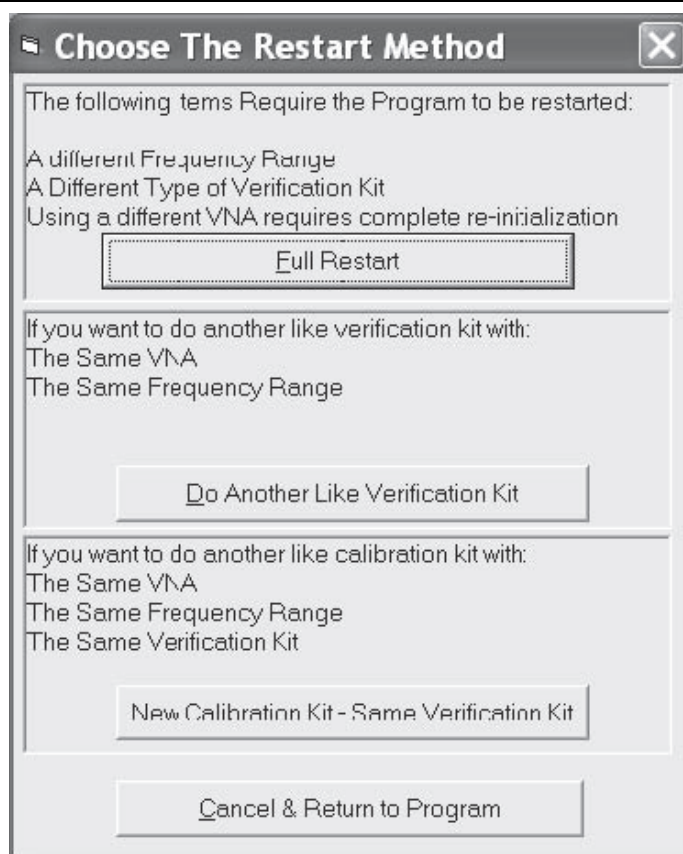 Choose The Restart Method
The following tems Require the Program to be restarted:
A different Frequency Range
A Different Type of Verification Kit
Using a different VNA requires complete re-initialization
Full Restart
If you want to do another like verification kit with:
The Same VNA
The Same Frequency Range
Do Another Like Verification Kit
If you want to do another like calibration kit with:
The Same VNA
The Same Frequency Range
The Same Verification Kit
New Calibration Kit - Same Verification Kit
Cancel & Return to Program